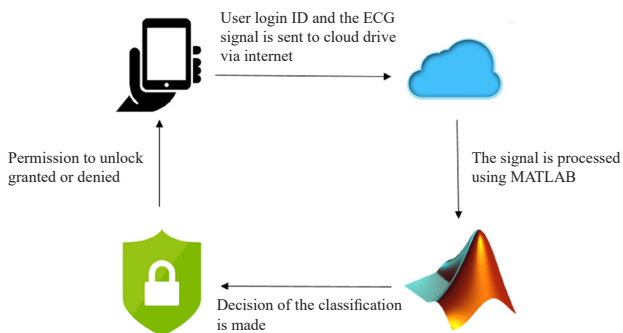 User login ID and the ECG
signal is sent to cloud drive
via internet
Permission to unlock
granted or denied
The signal is processed
using MATLAB
Decision of the classification
is made